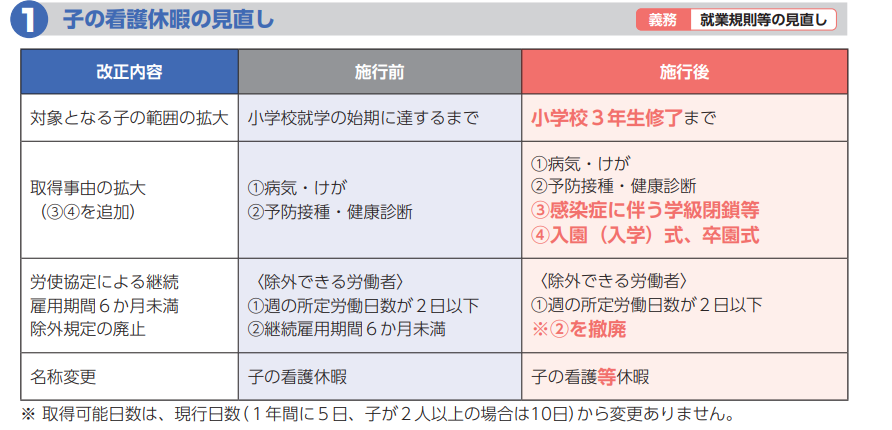 1 子の看護休暇の見直し 義務 就業規則等の見直し
改正内容 施行前 施行後
対象となる子の範囲の拡大 小学校就学の始期に達するまで 小学校３年生修了まで
取得事由の拡大
（③④を追加）
①病気・けが
②予防接種・健康診断
①病気・けが
②予防接種・健康診断
③感染症に伴う学級閉鎖等
④入園（入学）式、卒園式
労使協定による継続
雇用期間６か月未満
除外規定の廃止
〈除外できる労働者〉
①週の所定労働日数が２日以下
②継続雇用期間６か月未満
〈除外できる労働者〉
①週の所定労働日数が２日以下
※②を撤廃
名称変更 子の看護休暇 子の看護等休暇
※ 取得可能日数は、現行日数（１年間に５日、子が２人以上の場合は10日）から変更ありません。